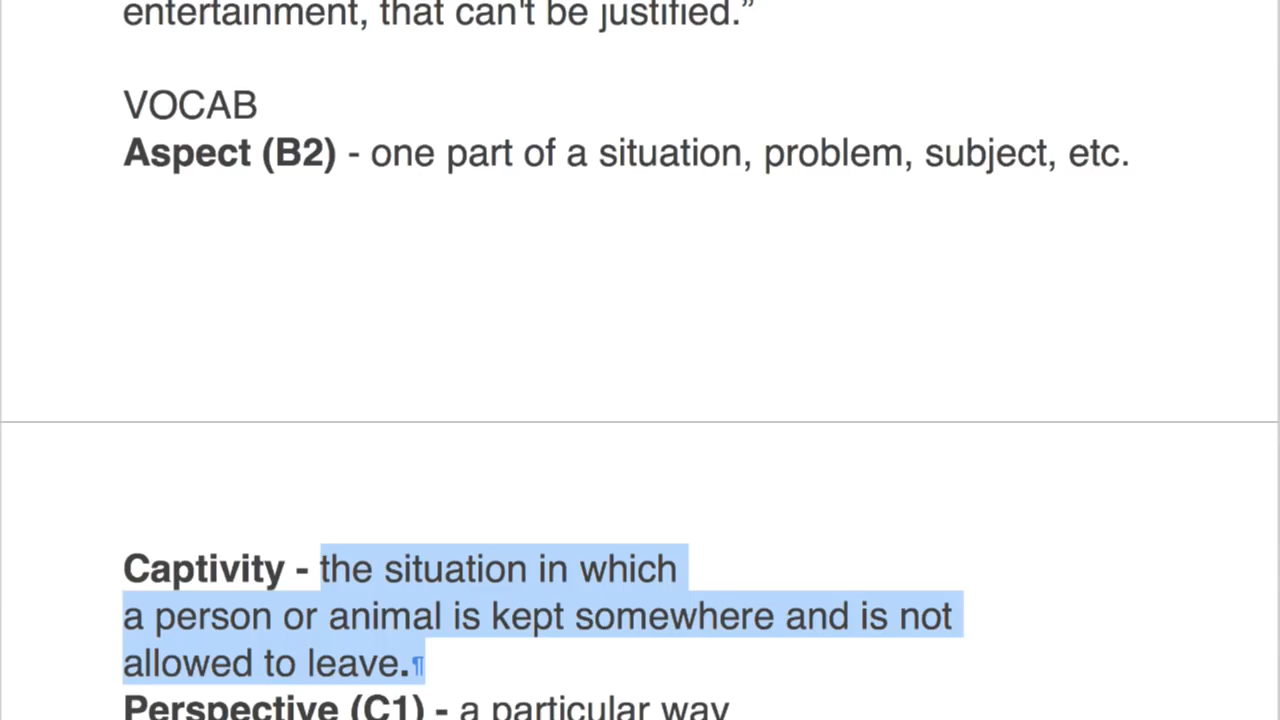 entertainment, that can't be justified.”
VOCAB
Aspect (B2) - one part of a situation, problem, subject, etc.
Captivity - the situation in which
a person or animal is kept somewhere and is not
allowed to leave.¶
Perspective (C1) - a particular way